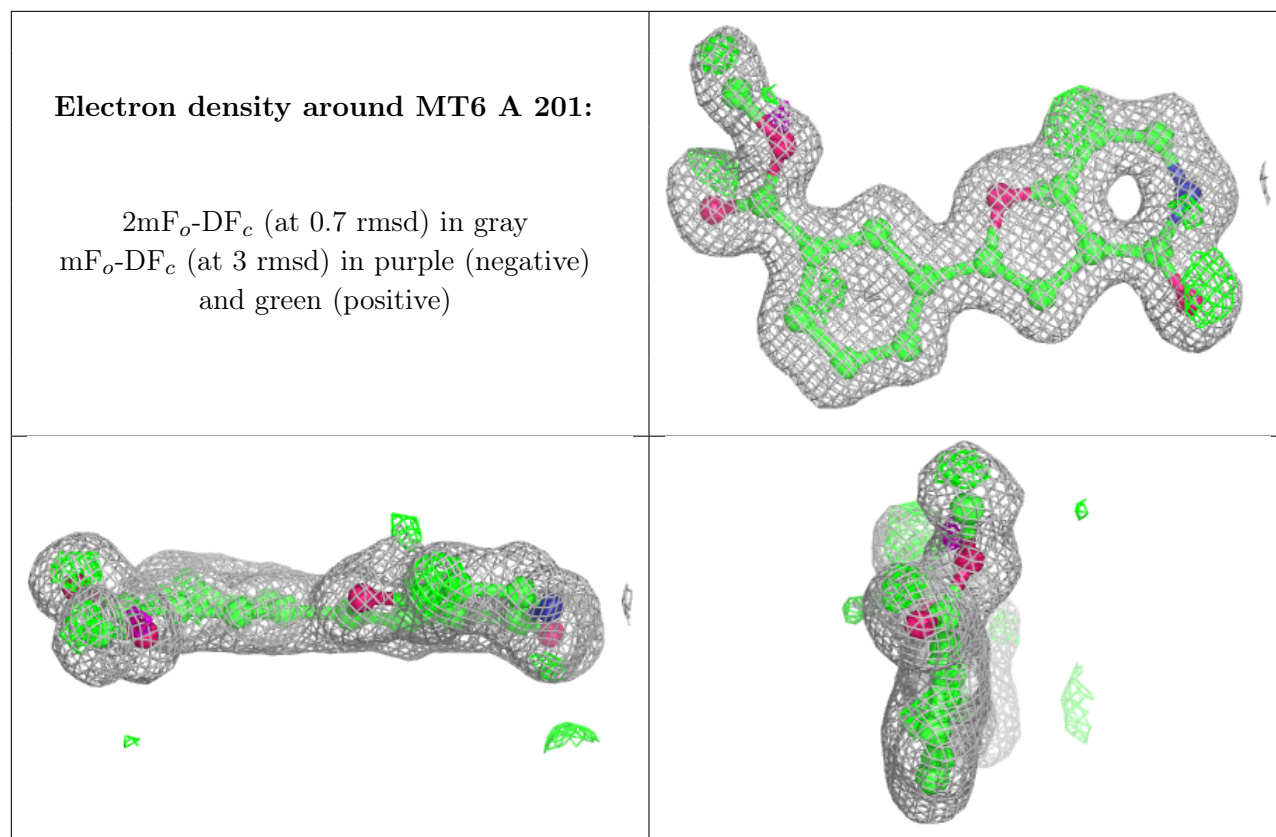 Electron density around MT6 A 201:
2mFₒ-DF𝒸 (at 0.7 rmsd) in gray
mFₒ-DF𝒸 (at 3 rmsd) in purple (negative)
and green (positive)